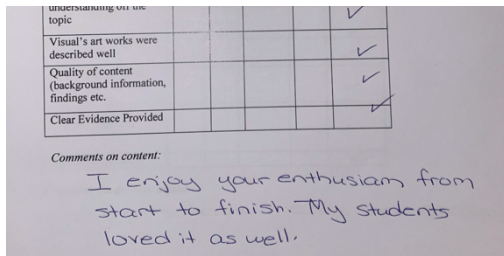 understanding on the
topic
Visual's art works were
described well
Quality of content
(background information,
findings etc.
Clear Evidence Provided
Comments on content:
I enjoy your enthusiam from
start to finish. My students
loved it as well.